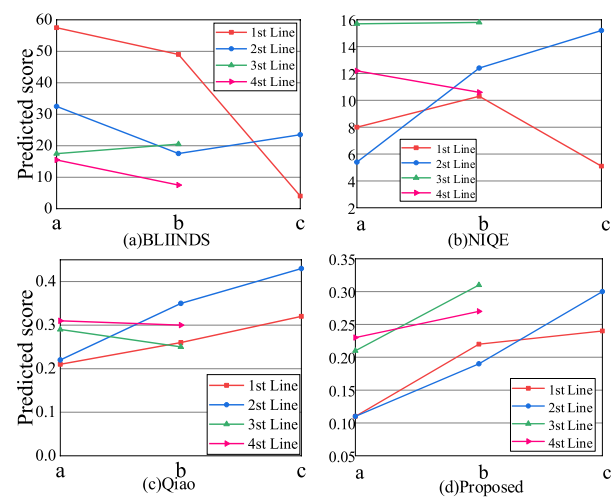 Predicted score
60
50
40
30
20
10
0
1st Line
2st Line
3st Line
4st Line
a
b
c
(a)BLIINDS
16
14
12
10
8
6
4
2
1st Line
2st Line
3st Line
4st Line
a
b
c
(b)NIQE
Predicted score
0.4
0.3
0.2
0.1
0.0
1st Line
2st Line
3st Line
4st Line
a
b
c
(c)Qiao
0.35
0.30
0.25
0.20
0.15
0.10
0.05
1st Line
2st Line
3st Line
4st Line
a
b
c
(d)Proposed